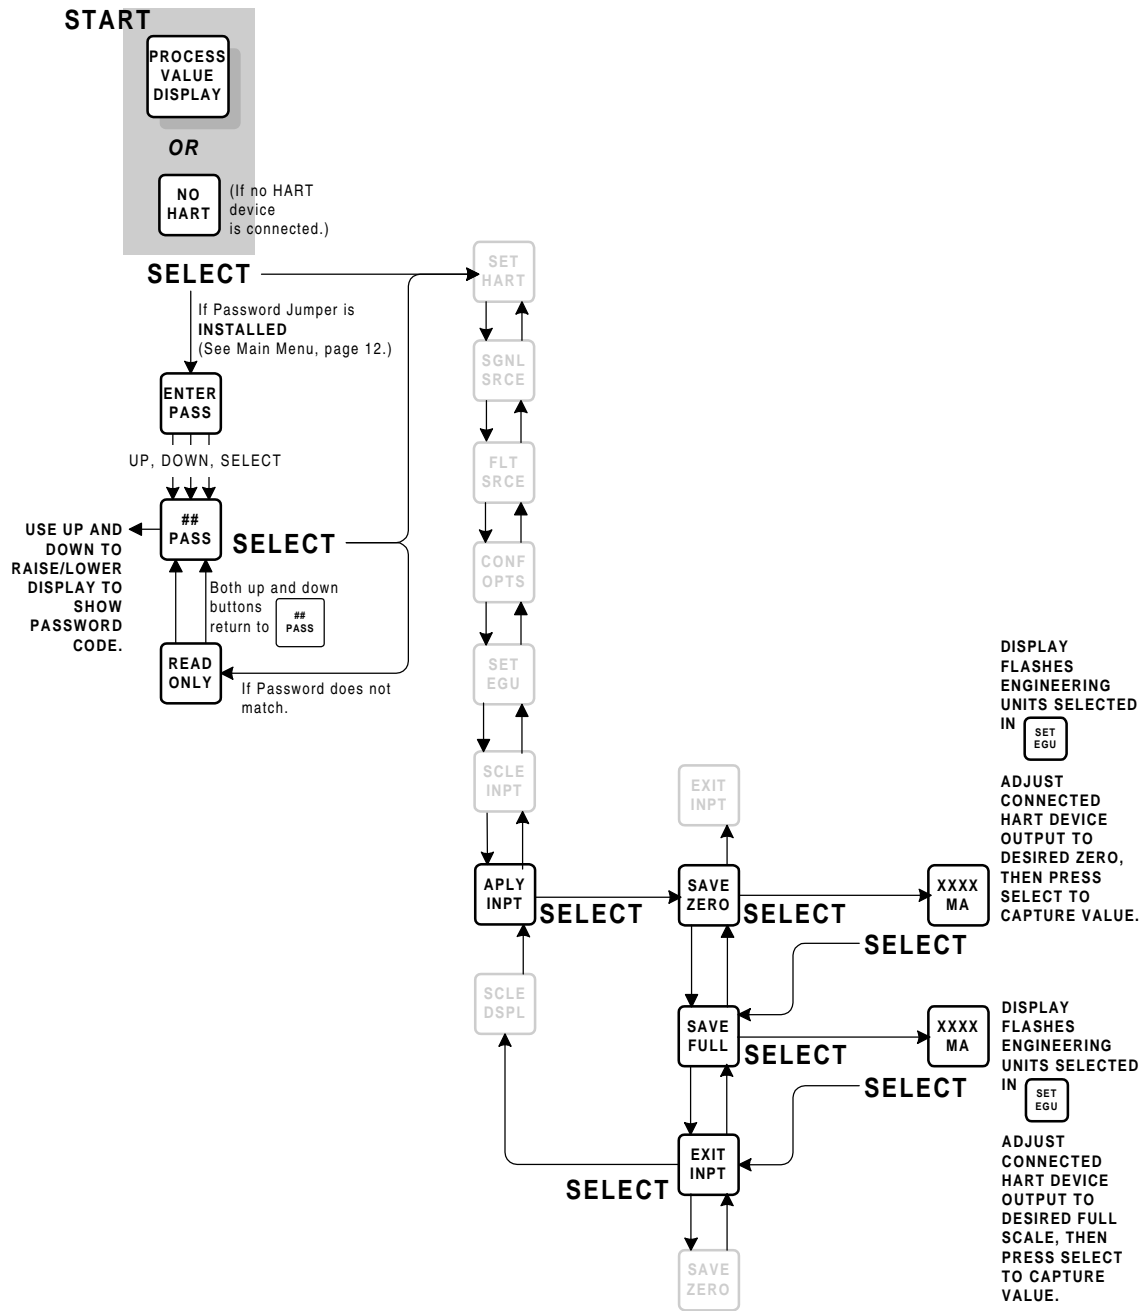 START
PROCESS
VALUE
DISPLAY
OR
NO
HART
(If no HART
device
is connected.)
SELECT
If Password Jumper is
INSTALLED
(See Main Menu, page 12.)
ENTER
PASS
UP, DOWN, SELECT
##
PASS
SELECT
USE UP AND
DOWN TO
RAISE/LOWER
DISPLAY TO
SHOW
PASSWORD
CODE.
Both up and down
buttons
return to
##
PASS
READ
ONLY
If Password does not
match.
SET
HART
SGNL
SRCE
FLT
SRCE
CONF
OPTS
SET
EGU
SCLE
INPT
APLY
INPT
SELECT
SCLE
DSPL
EXIT
INPT
SAVE
ZERO
SELECT
XXXX
MA
SELECT
SAVE
FULL
SELECT
XXXX
MA
SELECT
EXIT
INPT
SELECT
SAVE
ZERO
DISPLAY
FLASHES
ENGINEERING
UNITS SELECTED
IN
SET
EGU
ADJUST
CONNECTED
HART DEVICE
OUTPUT TO
DESIRED ZERO,
THEN PRESS
SELECT TO
CAPTURE VALUE.
DISPLAY
FLASHES
ENGINEERING
UNITS SELECTED
IN
SET
EGU
ADJUST
CONNECTED
HART DEVICE
OUTPUT TO
DESIRED FULL
SCALE, THEN
PRESS SELECT
TO CAPTURE
VALUE.